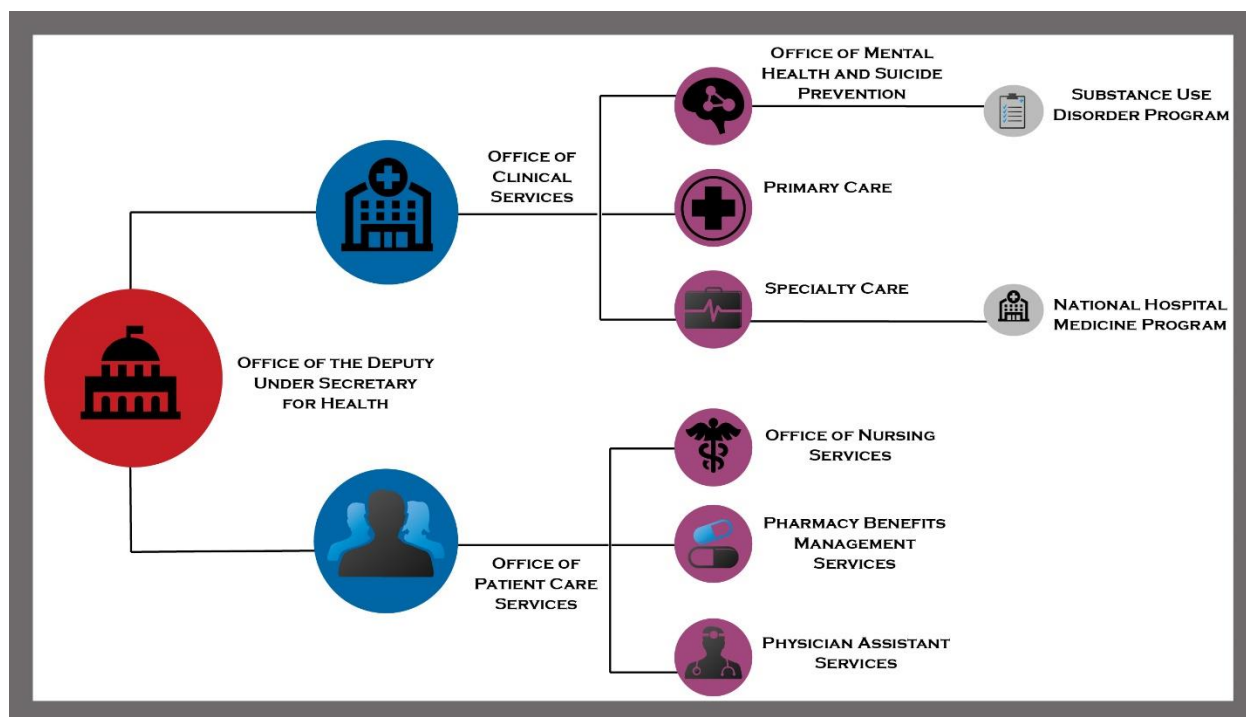 Office of the Deputy
Under Secretary
for Health
Office of
Clinical
Services
Office of Mental
Health and Suicide
Prevention
Substance Use
Disorder Program
Primary Care
Specialty Care
National Hospital
Medicine Program
Office of
Patient Care
Services
Office of Nursing
Services
Pharmacy Benefits
Management
Services
Physician Assistant
Services